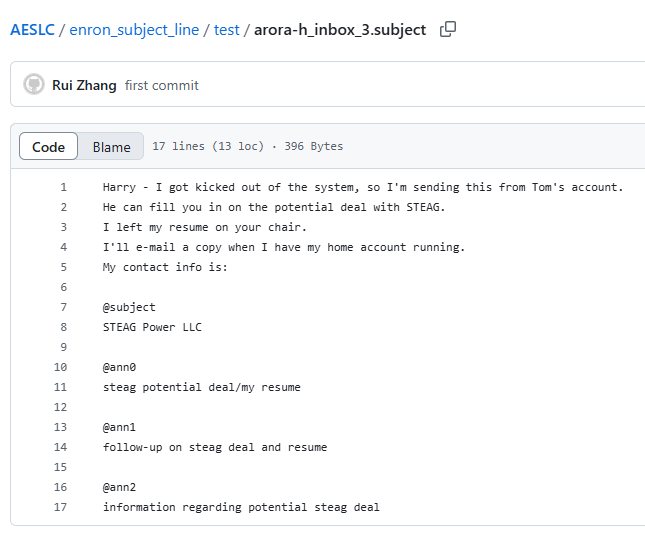 AESLC / enron_subject_line / test / arora-h_inbox_3.subject
Rui Zhang first commit
Code Blame 17 lines (13 loc) · 396 Bytes
1 Harry - I got kicked out of the system, so I'm sending this from Tom's account.
2 He can fill you in on the potential deal with STEAG.
3 I left my resume on your chair.
4 I'll e-mail a copy when I have my home account running.
5 My contact info is:
6
7 @subject
8 STEAG Power LLC
9
10 @ann0
11 steag potential deal/my resume
12
13 @ann1
14 follow-up on steag deal and resume
15
16 @ann2
17 information regarding potential steag deal